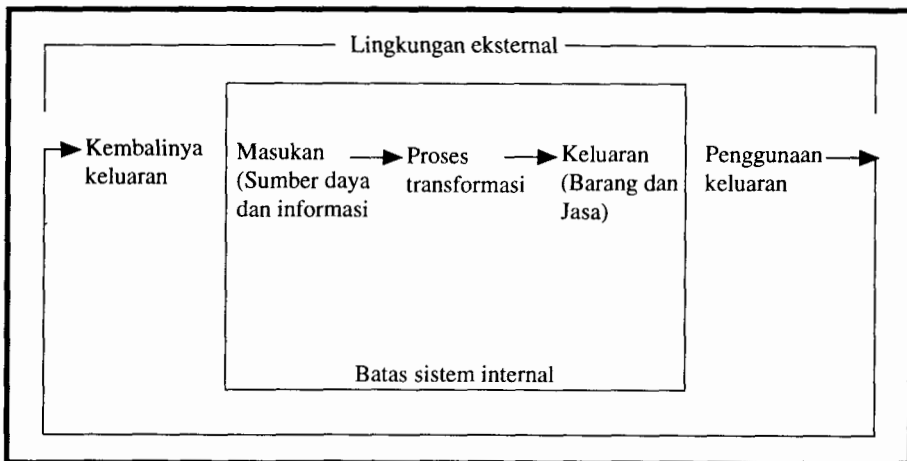 Lingkungan eksternal
Kembalinya
keluaran
Masukan
(Sumber daya
dan informasi
Proses
transformasi
Keluaran
(Barang dan
Jasa)
Penggunaan
keluaran
Batas sistem internal